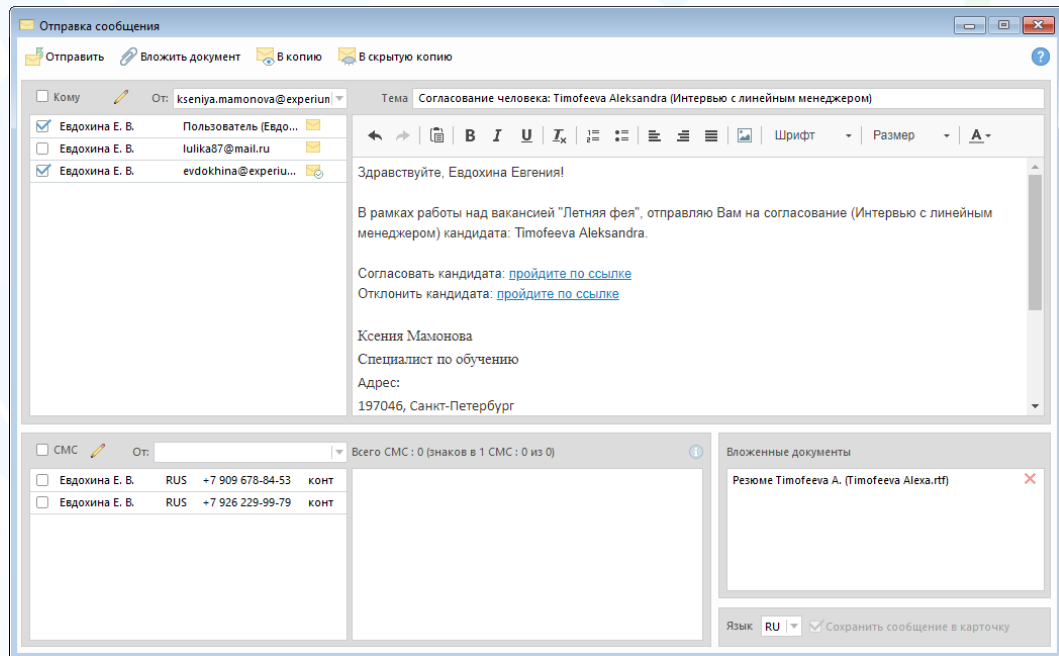 Отправка сообщения
Отправить Вложить документ В копию В скрытую копию
Кому От: kseniya.mamonova@experiun Тема Согласование человека: Timofeeva Aleksandra (Интервью с линейным менеджером)
Евдохина Е. В. Пользователь (Евдо...
Евдохина Е. В. lulika87@mail.ru
Евдохина Е. В. evdokhina@experiu...
B I U Tx Шрифт Размер A
Здравствуйте, Евдохина Евгения!
В рамках работы над вакансией "Летняя фея", отправляю Вам на согласование (Интервью с линейным
менеджером) кандидата: Timofeeva Aleksandra.
Согласовать кандидата: пройдите по ссылке
Отклонить кандидата: пройдите по ссылке
Ксения Мамонова
Специалист по обучению
Адрес:
197046, Санкт-Петербург
СМС От: Всего СМС : 0 (знаков в 1 СМС : 0 из 0) Вложенные документы
Евдохина Е. В. RUS +7 909 678-84-53 конт
Евдохина Е. В. RUS +7 926 229-99-79 конт
Резюме Timofeeva A. (Timofeeva Alexa.rtf)
Язык RU Сохранить сообщение в карточку